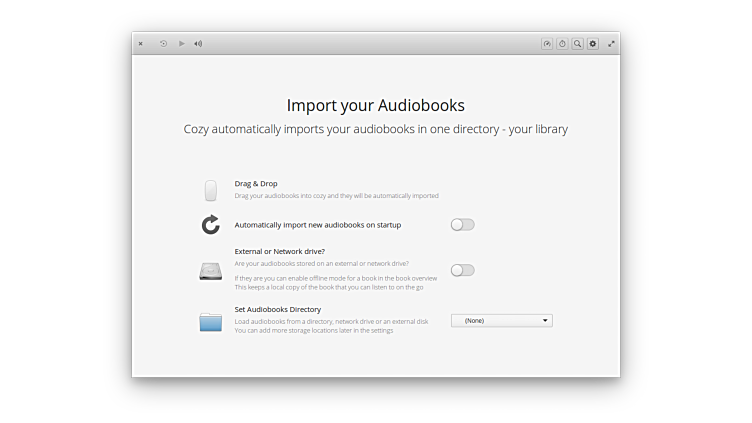 Import your Audiobooks
Cozy automatically imports your audiobooks in one directory - your library
Drag & Drop
Drag your audiobooks into cozy and they will be automatically imported
Automatically import new audiobooks on startup
External or Network drive?
Are your audiobooks stored on an external or network drive?
If they are you can enable offline mode for a book in the book overview
This keeps a local copy of the book that you can listen to on the go
Set Audiobooks Directory
Load audiobooks from a directory, network drive or an external disk
You can add more storage locations later in the settings
(None)